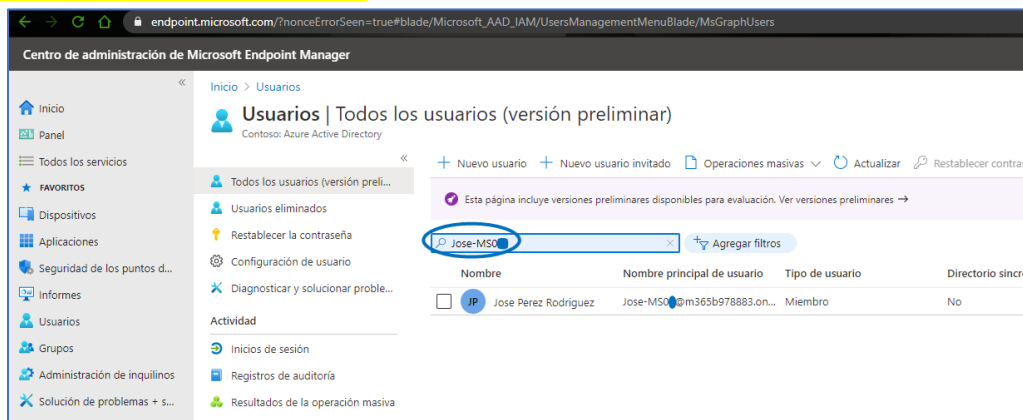 endpoint.microsoft.com/?nonceErrorSeen=true#blade/Microsoft_AAD_IAM/UsersManagementMenuBlade/MsGraphUsers
Centro de administración de Microsoft Endpoint Manager
«
Inicio
Panel
Todos los servicios
FAVORITOS
Dispositivos
Aplicaciones
Seguridad de los puntos d...
Informes
Usuarios
Grupos
Administración de inquilinos
Solución de problemas + s...
Inicio > Usuarios
Usuarios | Todos los usuarios (versión preliminar)
Contoso: Azure Active Directory
«
Todos los usuarios (versión preli...
Usuarios eliminados
Restablecer la contraseña
Configuración de usuario
Diagnosticar y solucionar proble...
Actividad
Inicios de sesión
Registros de auditoría
Resultados de la operación masiva
+ Nuevo usuario + Nuevo usuario invitado Operaciones masivas Actualizar Restablecer contras
Esta página incluye versiones preliminares disponibles para evaluación. Ver versiones preliminares →
Jose-MS0 × Agregar filtros
Nombre Nombre principal de usuario Tipo de usuario Directorio sincro
JP Jose Perez Rodriguez Jose-MS0 @m365b978883.on... Miembro No